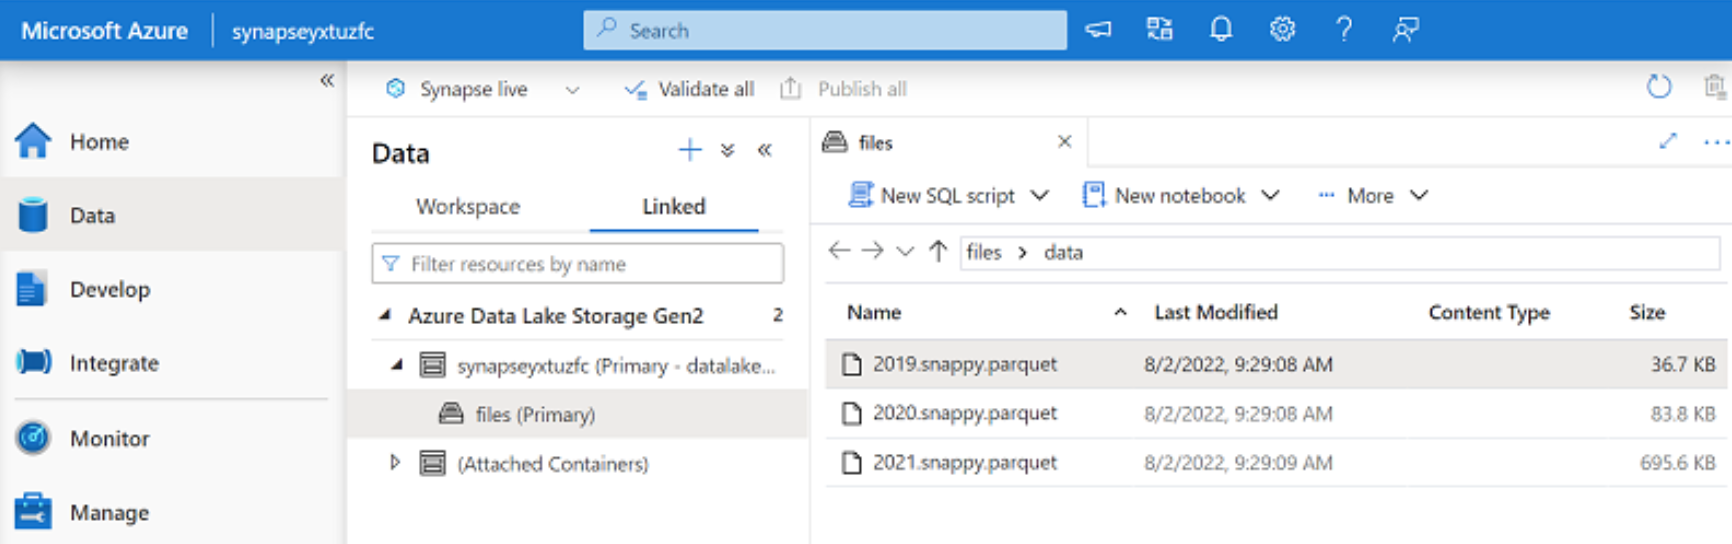 Microsoft Azure synapseyxtuzfc Search
Synapse live Validate all Publish all
Home
Data
Develop
Integrate
Monitor
Manage
Data
Workspace Linked
Filter resources by name
Azure Data Lake Storage Gen2 2
synapseyxtuzfc (Primary - datalake...
files (Primary)
(Attached Containers)
files
New SQL script New notebook More
files > data
Name Last Modified Content Type Size
2019.snappy.parquet 8/2/2022, 9:29:08 AM 36.7 KB
2020.snappy.parquet 8/2/2022, 9:29:08 AM 83.8 KB
2021.snappy.parquet 8/2/2022, 9:29:09 AM 695.6 KB